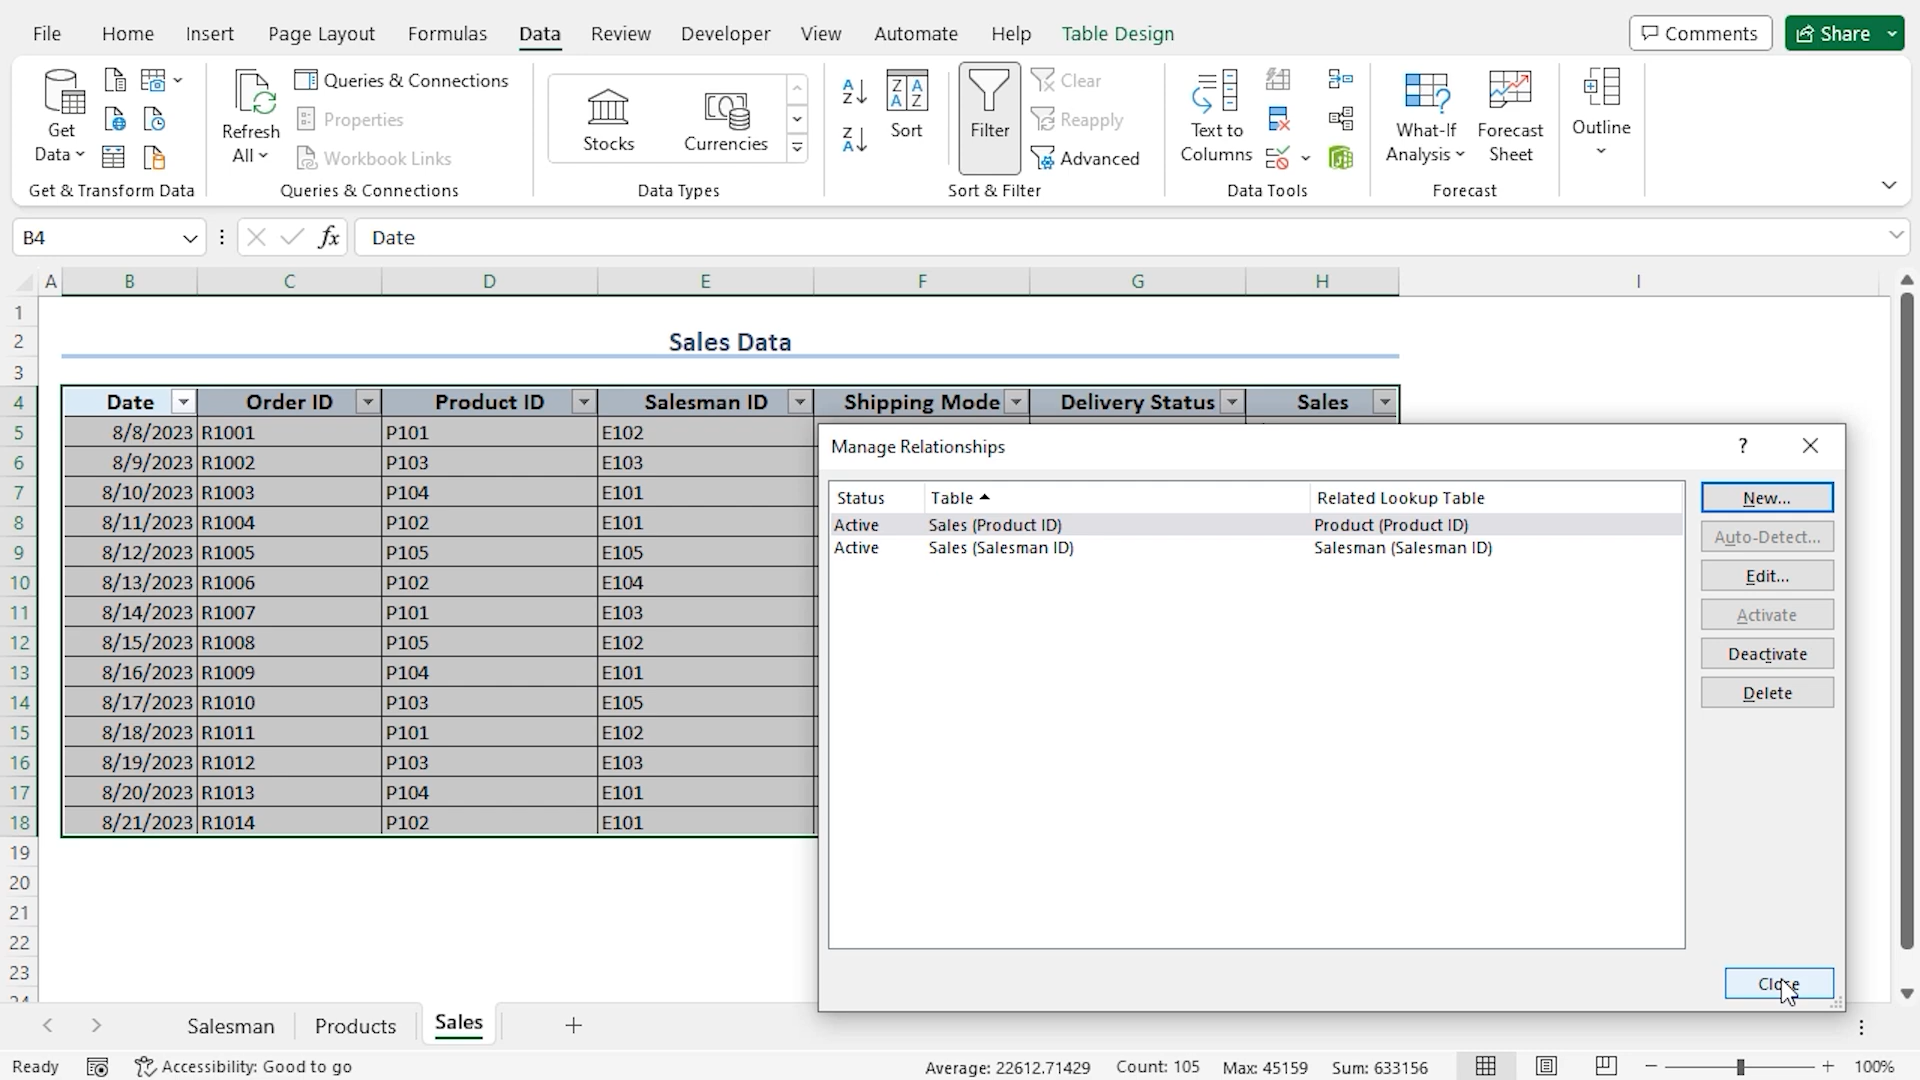 File Home Insert Page Layout Formulas Data Review Developer View Automate Help Table Design Comments Share
Get Data
Refresh All
Queries & Connections
Properties
Workbook Links
Stocks
Currencies
Sort
Filter
Clear
Reapply
Advanced
Text to Columns
What-If Analysis
Forecast Sheet
Outline
Get & Transform Data Queries & Connections Data Types Sort & Filter Data Tools Forecast
B4 fx Date
A B C D E F G H I
1
2 Sales Data
3
4 Date Order ID Product ID Salesman ID Shipping Mode Delivery Status Sales
5 8/8/2023 R1001 P101 E102
6 8/9/2023 R1002 P103 E103
7 8/10/2023 R1003 P104 E101
8 8/11/2023 R1004 P102 E101
9 8/12/2023 R1005 P105 E105
10 8/13/2023 R1006 P102 E104
11 8/14/2023 R1007 P101 E103
12 8/15/2023 R1008 P105 E102
13 8/16/2023 R1009 P104 E101
14 8/17/2023 R1010 P103 E105
15 8/18/2023 R1011 P101 E102
16 8/19/2023 R1012 P103 E103
17 8/20/2023 R1013 P104 E101
18 8/21/2023 R1014 P102 E101
19
20
21
22
23
24
Manage Relationships ?
Status Table Related Lookup Table
Active Sales (Product ID) Product (Product ID)
Active Sales (Salesman ID) Salesman (Salesman ID)
New...
Auto-Detect...
Edit...
Activate
Deactivate
Delete
Close
Salesman Products Sales
Ready Accessibility: Good to go Average: 22612.71429 Count: 105 Max: 45159 Sum: 633156 100%